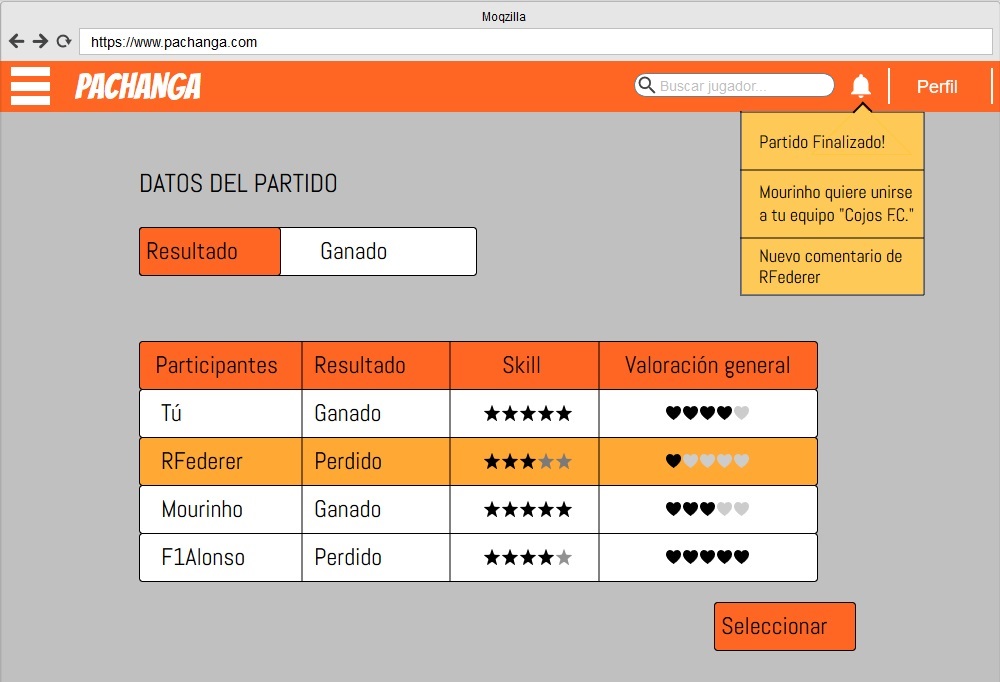 Moqzilla
https://www.pachanga.com
PACHANGA
Buscar jugador...
Perfil
Partido Finalizado!
Mourinho quiere unirse
a tu equipo "Cojos F.C."
Nuevo comentario de
RFederer
DATOS DEL PARTIDO
Resultado Ganado
Participantes Resultado Skill Valoración general
Tú Ganado ★★★★★ ♥♥♥♥♥
RFederer Perdido ★★★★★ ♥♥♥♥♥
Mourinho Ganado ★★★★★ ♥♥♥♥♥
F1Alonso Perdido ★★★★★ ♥♥♥♥♥
Seleccionar